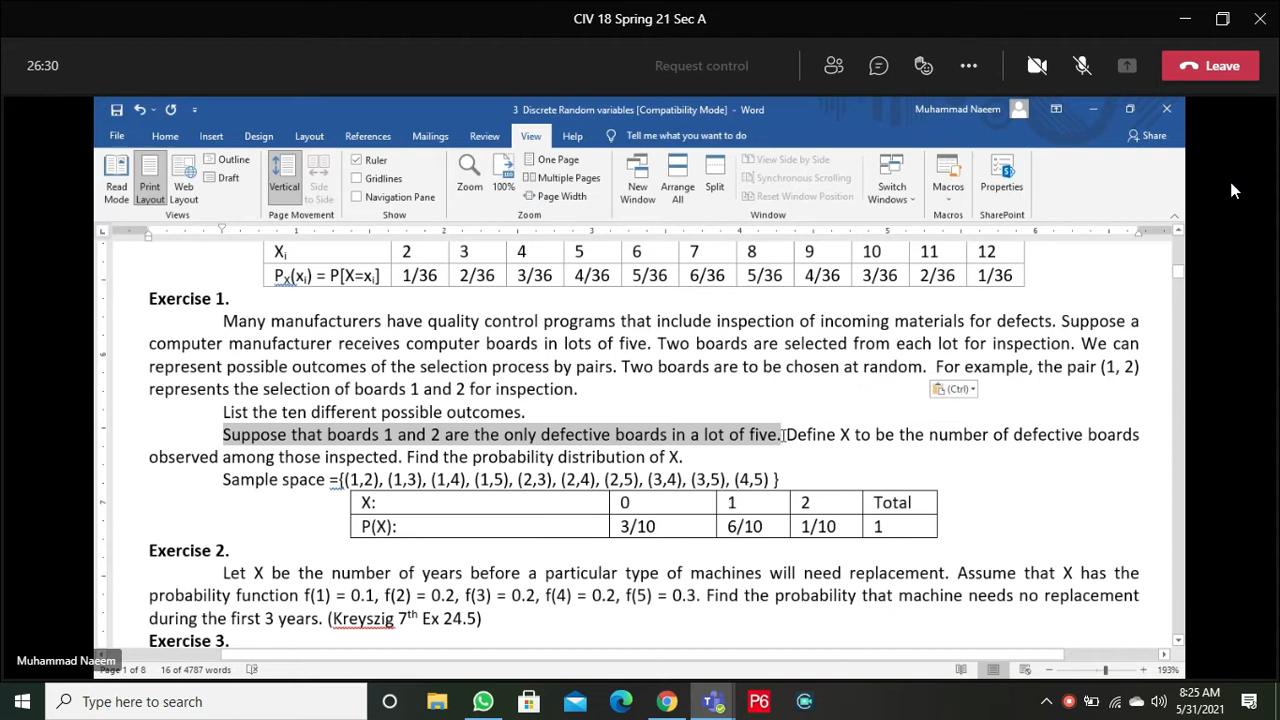 CIV 18 Spring 21 Sec A
26:30
Request control
Leave
3 Discrete Random variables [Compatibility Mode] - Word
Muhammad Naeem
File Home Insert Design Layout References Mailings Review View Help Tell me what you want to do Share
Read Mode
Print Layout
Web Layout
Outline
Draft
Views
Vertical
Side to Side
Page Movement
Ruler
Gridlines
Navigation Pane
Show
Zoom
100%
One Page
Multiple Pages
Page Width
Zoom
New Window
Arrange All
Split
View Side by Side
Synchronous Scrolling
Reset Window Position
Window
Switch Windows
Macros
Macros
Properties
SharePoint
L 1 2 3 4 5 6
Xi 2 3 4 5 6 7 8 9 10 11 12
PX(xi) = P[X=xi] 1/36 2/36 3/36 4/36 5/36 6/36 5/36 4/36 3/36 2/36 1/36
Exercise 1.
Many manufacturers have quality control programs that include inspection of incoming materials for defects. Suppose a
computer manufacturer receives computer boards in lots of five. Two boards are selected from each lot for inspection. We can
represent possible outcomes of the selection process by pairs. Two boards are to be chosen at random. For example, the pair (1, 2)
represents the selection of boards 1 and 2 for inspection.
(Ctrl)
List the ten different possible outcomes.
Suppose that boards 1 and 2 are the only defective boards in a lot of five. Define X to be the number of defective boards
observed among those inspected. Find the probability distribution of X.
Sample space ={(1,2), (1,3), (1,4), (1,5), (2,3), (2,4), (2,5), (3,4), (3,5), (4,5) }
X: 0 1 2 Total
P(X): 3/10 6/10 1/10 1
Exercise 2.
Let X be the number of years before a particular type of machines will need replacement. Assume that X has the
probability function f(1) = 0.1, f(2) = 0.2, f(3) = 0.2, f(4) = 0.2, f(5) = 0.3. Find the probability that machine needs no replacement
during the first 3 years. (Kreyszig 7th Ex 24.5)
Exercise 3.
Muhammad Naeem
Page 1 of 8 16 of 4787 words 193%
Type here to search
P6
8:25 AM
5/31/2021